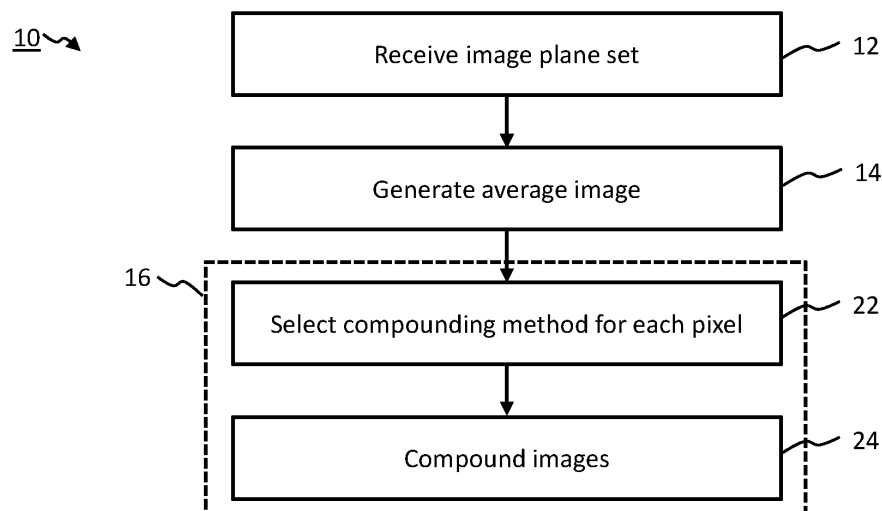 10
Receive image plane set
12
Generate average image
14
16
Select compounding method for each pixel
22
Compound images
24